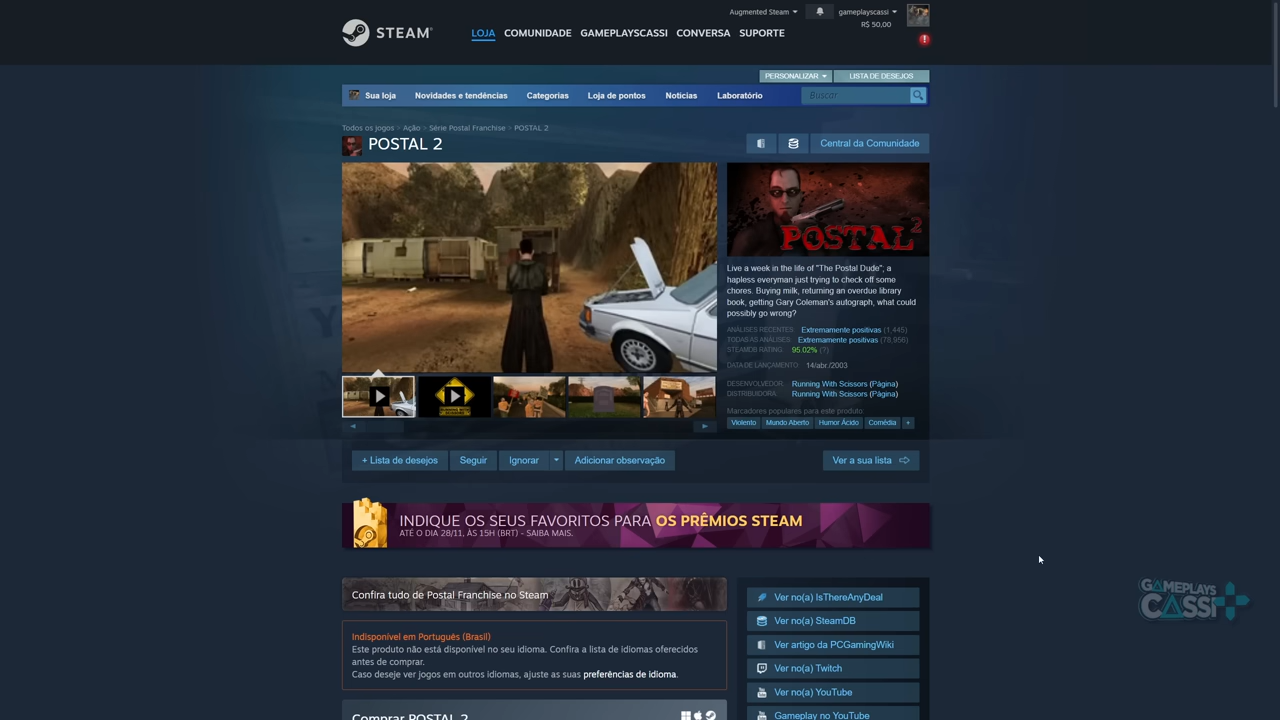 Augmented Steam
gameplayscassi
R$ 50,00
STEAM®
LOJA COMUNIDADE GAMEPLAYSCASSI CONVERSA SUPORTE
PERSONALIZAR
LISTA DE DESEJOS
Sua loja Novidades e tendências Categorias Loja de pontos Notícias Laboratório
Buscar
Todos os jogos > Ação > Série Postal Franchise > POSTAL 2
POSTAL 2
Central da Comunidade
POSTAL 2
Live a week in the life of "The Postal Dude"; a
hapless everyman just trying to check off some
chores. Buying milk, returning an overdue library
book, getting Gary Coleman's autograph, what could
possibly go wrong?
ANÁLISES RECENTES: Extremamente positivas (1,445)
TODAS AS ANÁLISES: Extremamente positivas (78,956)
STEAMDB RATING: 95.02% (?)
DATA DE LANÇAMENTO: 14/abr./2003
DESENVOLVEDOR: Running With Scissors (Página)
DISTRIBUIDORA: Running With Scissors (Página)
Marcadores populares para este produto:
Violento Mundo Aberto Humor Ácido Comédia +
+ Lista de desejos Seguir Ignorar Adicionar observação
Ver a sua lista
INDIQUE OS SEUS FAVORITOS PARA OS PRÊMIOS STEAM
ATÉ O DIA 28/11, ÀS 15H (BRT) - SAIBA MAIS.
Confira tudo de Postal Franchise no Steam
Indisponível em Português (Brasil)
Este produto não está disponível no seu idioma. Confira a lista de idiomas oferecidos
antes de comprar.
Caso deseje ver jogos em outros idiomas, ajuste as suas preferências de idioma.
Comprar POSTAL 2
Ver no(a) IsThereAnyDeal
Ver no(a) SteamDB
Ver artigo da PCGamingWiki
Ver no(a) Twitch
Ver no(a) YouTube
Gameplay no YouTube
GAMEPLAYS
CASSI